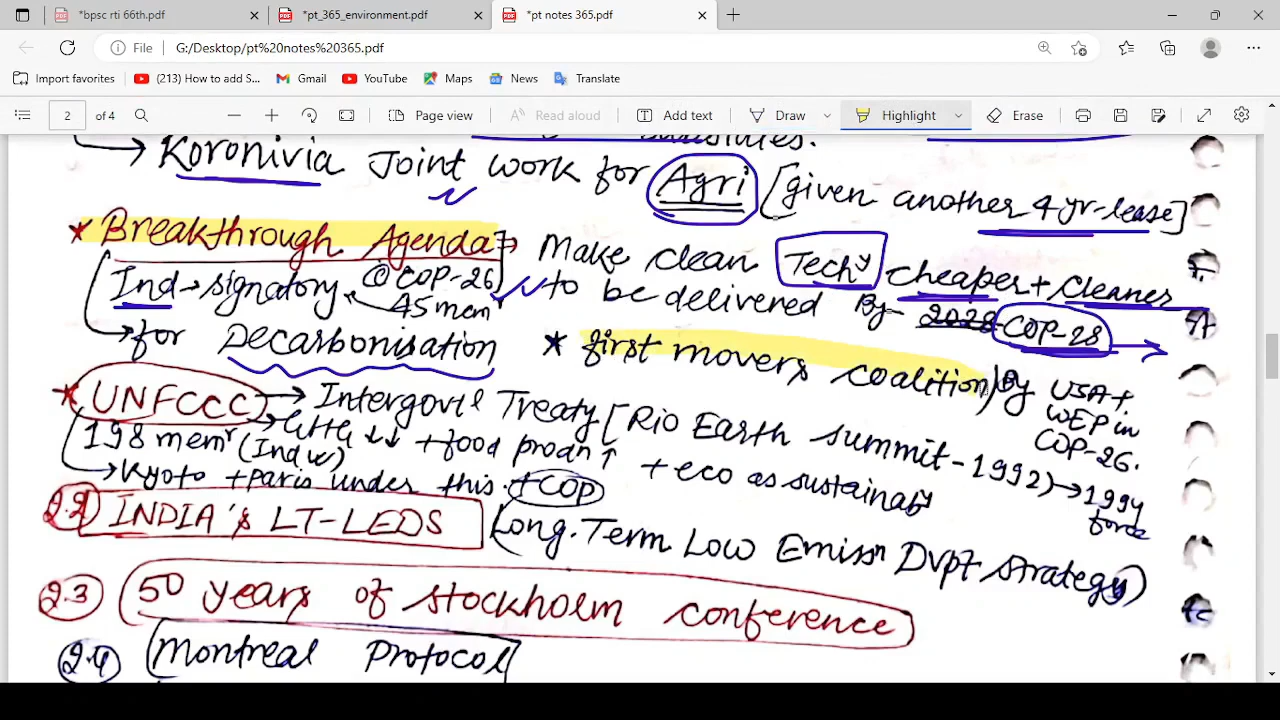 *bpsc rti 66th.pdf
*pt_365_environment.pdf
*pt notes 365.pdf
File
G:/Desktop/pt%20notes%20365.pdf
Import favorites
(213) How to add S...
Gmail
YouTube
Maps
News
Translate
2
of 4
Page view
Read aloud
Add text
Draw
Highlight
Erase
→ Koronivia Joint work for Agri [given another 4 yr-lease]
* Breakthrough Agenda → Make clean Techy cheaper + cleaner
Ind → signatory @COP-26
45 memr
to be delivered By 2028 COP-28
→ for Decarbonisation
* first movers coalition) By USA +
WEP in
COP-26.
* UNFCCC → Intergovtl Treaty [Rio Earth summit - 1992) → 1994
force
198 memr (Ind ✓)
→ GHG ↓↓ + food prodn ↑ + eco as sustainaby
→ Kyoto + paris under this. + COP
2.2 INDIA's LT-LEDS (Long. Term Low Emissn Dvpt strategy)
2.3 50 years of stockholm conference
2.4 Montreal Protocol